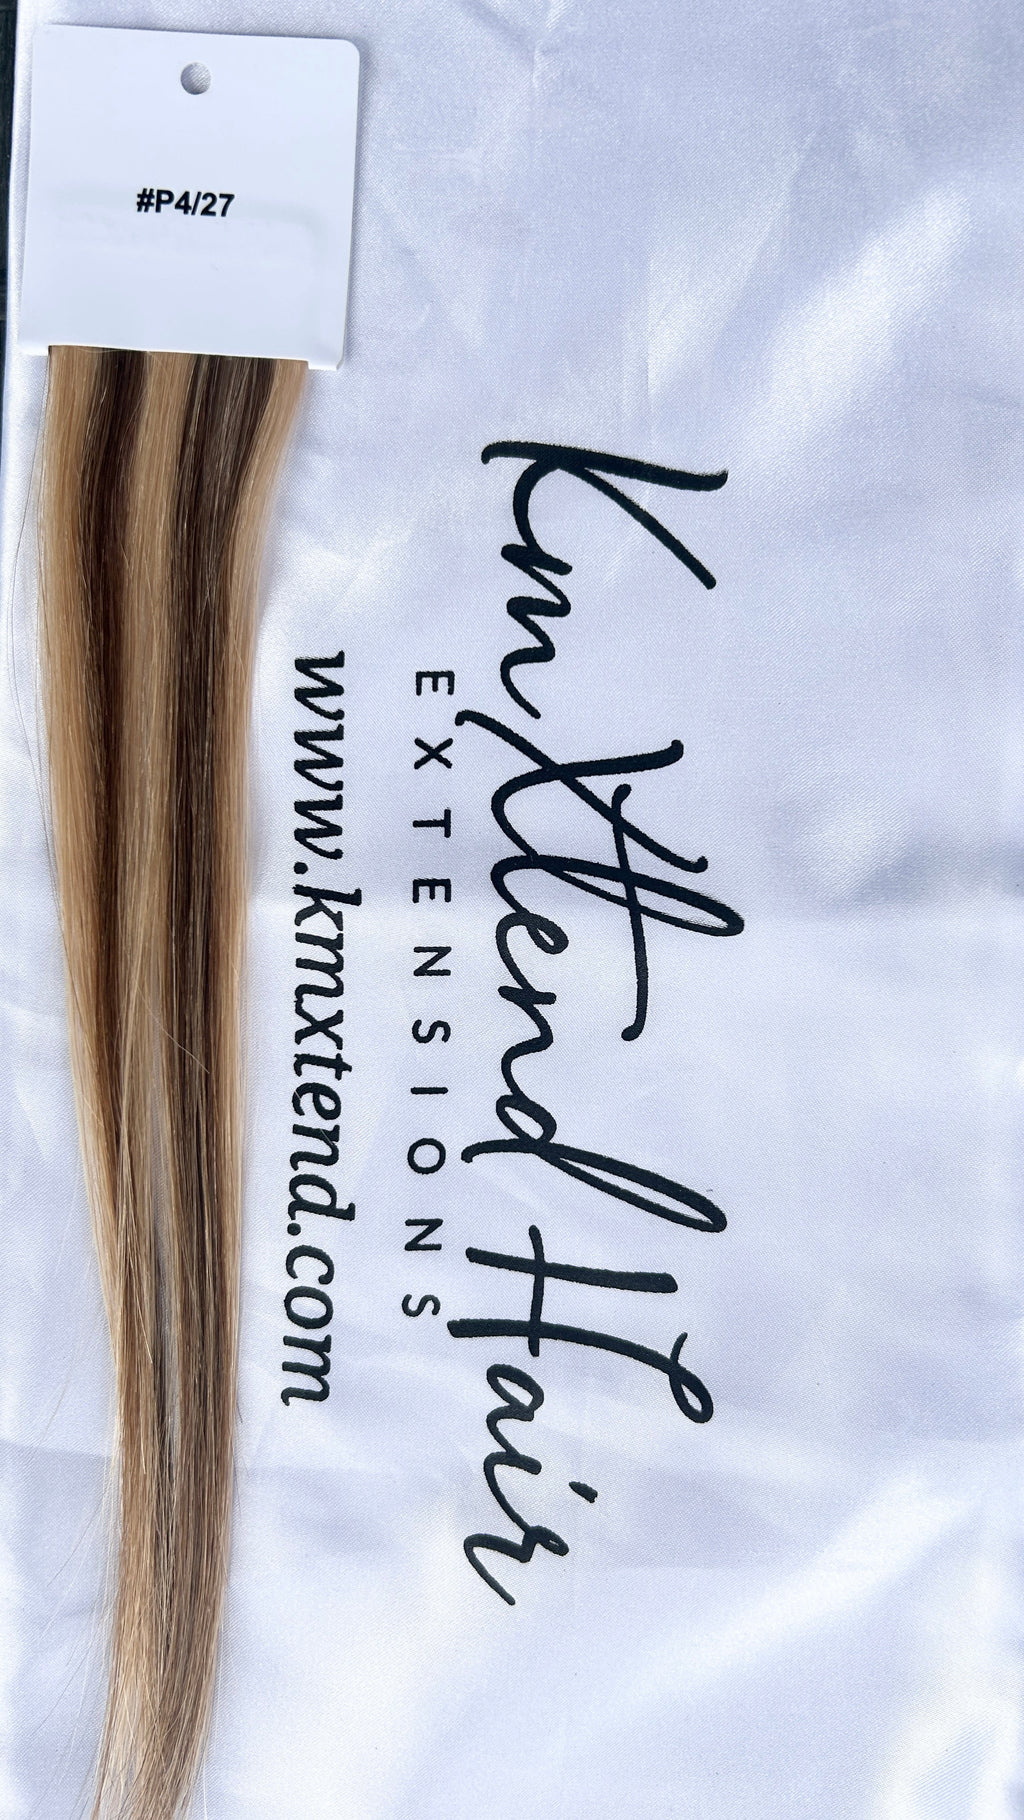 #P4/27
KmXtend Hair
EXTENSIONS
www.kmxtend.com